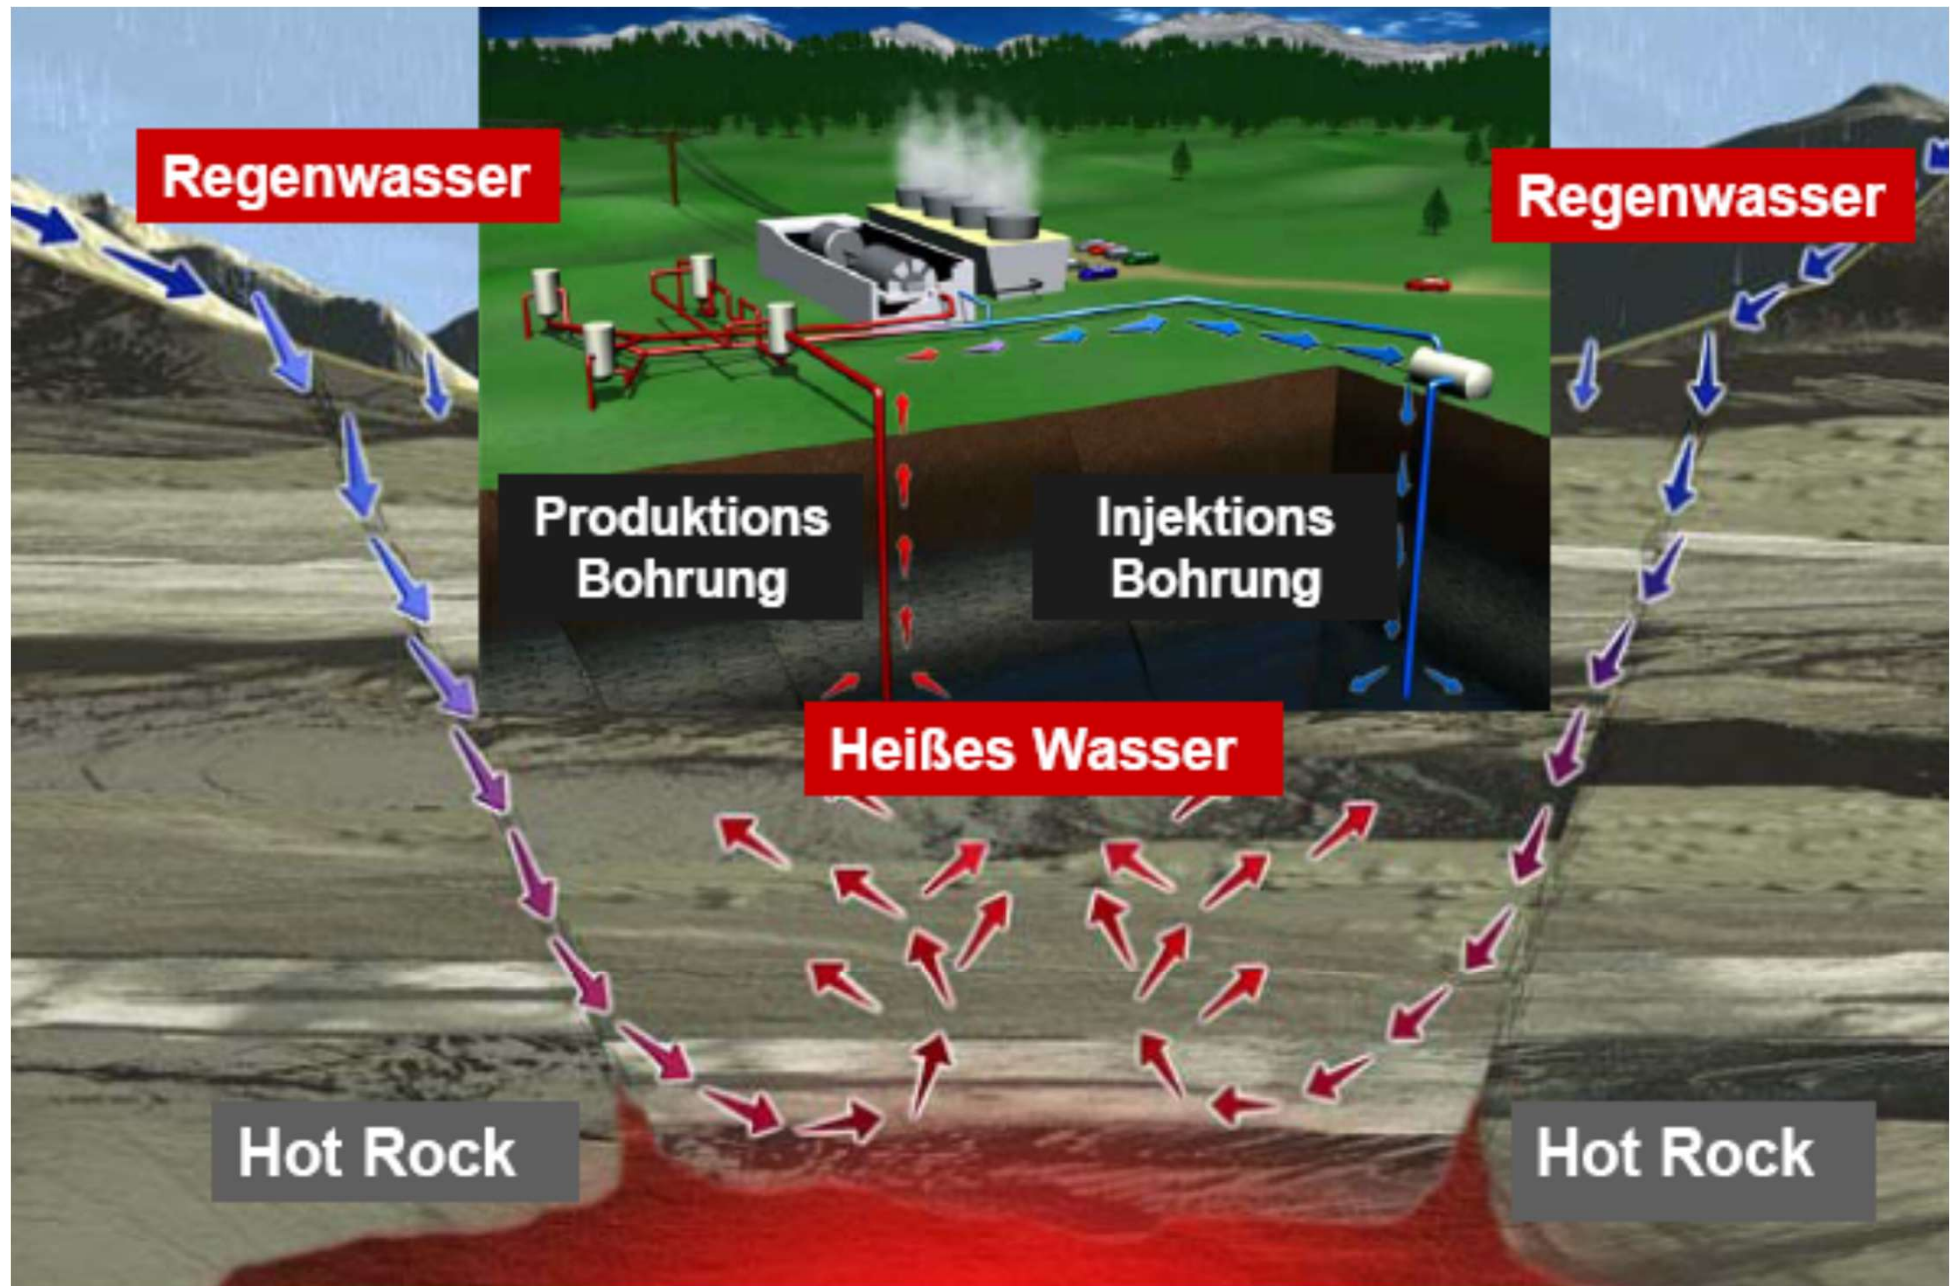 Regenwasser
Regenwasser
Produktions
Bohrung
Injektions
Bohrung
Heißes Wasser
Hot Rock
Hot Rock